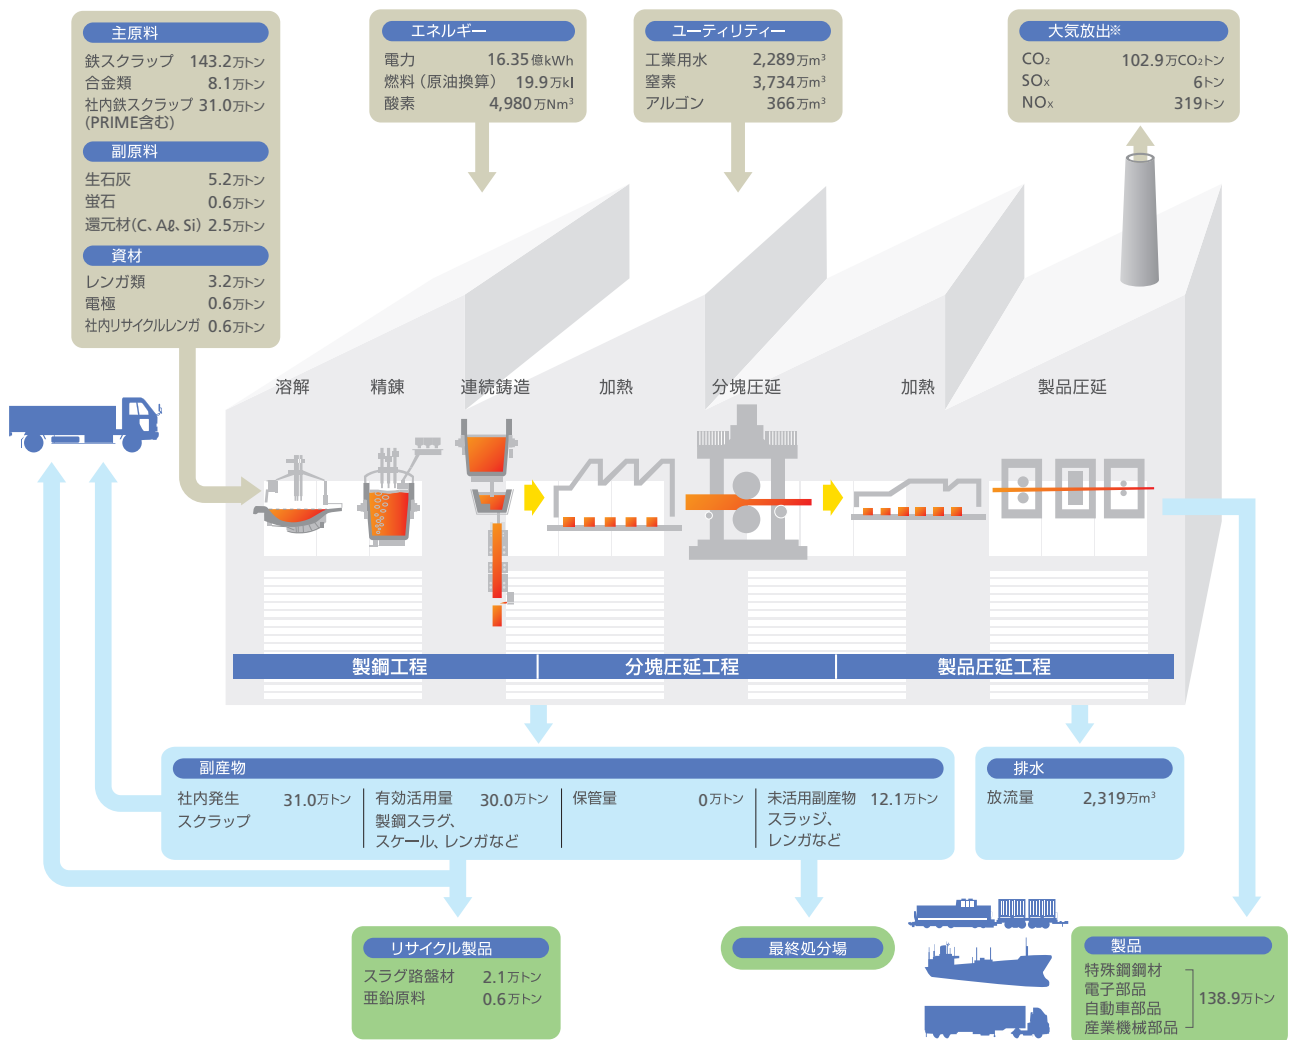 主原料
鉄スクラップ 143.2万トン
合金類 8.1万トン
社内鉄スクラップ 31.0万トン
(PRIME含む)
副原料
生石灰 5.2万トン
蛍石 0.6万トン
還元材(C、Aℓ、Si) 2.5万トン
資材
レンガ類 3.2万トン
電極 0.6万トン
社内リサイクルレンガ 0.6万トン
エネルギー
電力 16.35億kWh
燃料(原油換算) 19.9万kl
酸素 4,980万Nm³
ユーティリティー
工業用水 2,289万m³
窒素 3,734万m³
アルゴン 366万m³
大気放出※
CO₂ 102.9万CO₂トン
SOx 6トン
NOx 319トン
溶解 精錬 連続鋳造 加熱 分塊圧延 加熱 製品圧延
製鋼工程 分塊圧延工程 製品圧延工程
副産物
社内発生 31.0万トン
スクラップ
有効活用量 30.0万トン
製鋼スラグ、
スケール、レンガなど
保管量 0万トン
未活用副産物 12.1万トン
スラッジ、
レンガなど
排水
放流量 2,319万m³
リサイクル製品
スラグ路盤材 2.1万トン
亜鉛原料 0.6万トン
最終処分場
製品
特殊鋼鋼材
電子部品
自動車部品
産業機械部品
138.9万トン